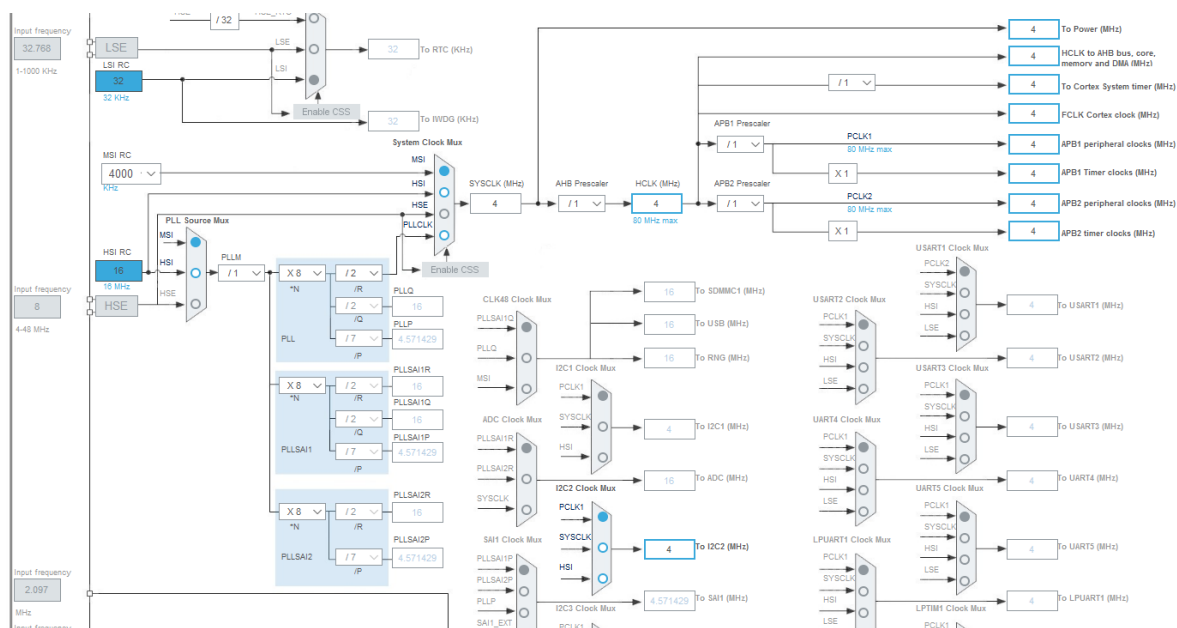 / 32
Input frequency
32.768
1-1000 KHz
LSE
LSI RC
32
32 KHz
LSE
LSI
Enable CSS
32
To RTC (KHz)
32
To IWDG (KHz)
4
To Power (MHz)
4
HCLK to AHB bus, core,
memory and DMA (MHz)
/ 1
4
To Cortex System timer (MHz)
4
FCLK Cortex clock (MHz)
APB1 Prescaler
/ 1
PCLK1
80 MHz max
4
APB1 peripheral clocks (MHz)
X 1
4
APB1 Timer clocks (MHz)
System Clock Mux
MSI
HSI
HSE
PLLCLK
Enable CSS
SYSCLK (MHz)
4
AHB Prescaler
/ 1
HCLK (MHz)
4
80 MHz max
APB2 Prescaler
/ 1
PCLK2
80 MHz max
4
APB2 peripheral clocks (MHz)
X 1
4
APB2 timer clocks (MHz)
MSI RC
4000
KHz
PLL Source Mux
MSI
HSI
HSE
HSI RC
16
16 MHz
Input frequency
8
4-48 MHz
HSE
PLLM
/ 1
X 8
*N
/ 2
/R
PLLQ
/ 2
16
/Q
PLLP
PLL
/ 7
4.571429
/P
X 8
*N
PLLSAI1R
/ 2
16
/R
PLLSAI1Q
/ 2
16
/Q
PLLSAI1P
PLLSAI1
/ 7
4.571429
/P
PLLSAI2R
X 8
*N
/ 2
16
/R
PLLSAI2P
PLLSAI2
/ 7
4.571429
/P
Input frequency
2.097
MHz
CLK48 Clock Mux
PLLSAI1Q
PLLQ
MSI
16
To SDMMC1 (MHz)
16
To USB (MHz)
16
To RNG (MHz)
I2C1 Clock Mux
PCLK1
SYSCLK
HSI
4
To I2C1 (MHz)
ADC Clock Mux
PLLSAI1R
PLLSAI2R
SYSCLK
16
To ADC (MHz)
I2C2 Clock Mux
PCLK1
SYSCLK
HSI
4
To I2C2 (MHz)
SAI1 Clock Mux
PLLSAI1P
PLLSAI2P
PLLP
SAI1_EXT
4.571429
To SAI1 (MHz)
I2C3 Clock Mux
PCLK1
USART1 Clock Mux
PCLK2
SYSCLK
HSI
LSE
4
To USART1 (MHz)
USART2 Clock Mux
PCLK1
SYSCLK
HSI
LSE
4
To USART2 (MHz)
USART3 Clock Mux
PCLK1
SYSCLK
HSI
LSE
4
To USART3 (MHz)
UART4 Clock Mux
PCLK1
SYSCLK
HSI
LSE
4
To UART4 (MHz)
UART5 Clock Mux
PCLK1
SYSCLK
HSI
LSE
4
To UART5 (MHz)
LPUART1 Clock Mux
PCLK1
SYSCLK
HSI
LSE
4
To LPUART1 (MHz)
LPTIM1 Clock Mux
PCLK1